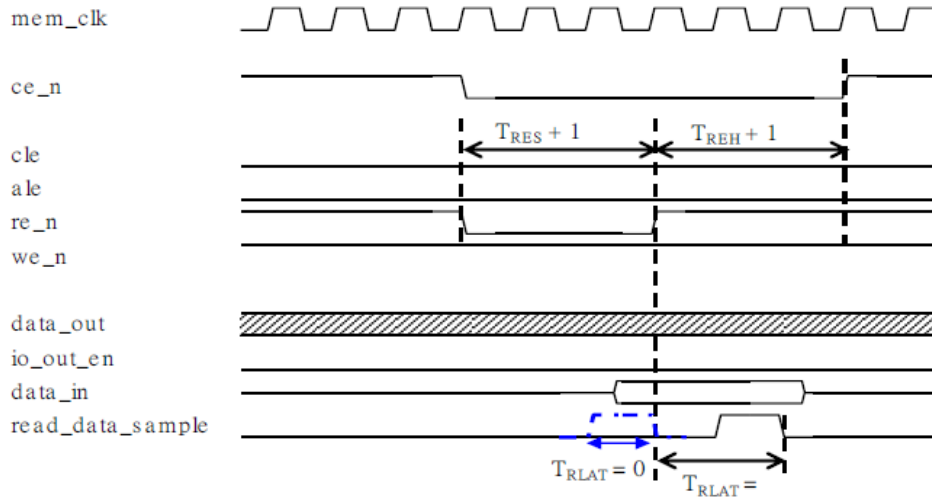 mem_clk
ce_n
T_RES + 1
T_REH + 1
cle
ale
re_n
we_n
data_out
io_out_en
data_in
read_data_sample
T_RLAT = 0
T_RLAT =